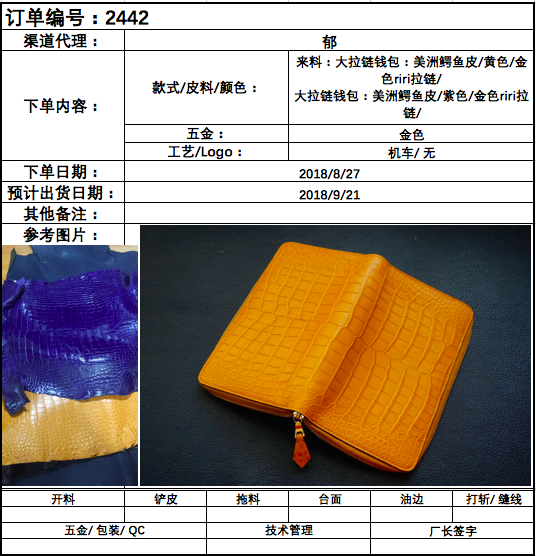 订单编号：2442
渠道代理：
郁
下单内容：
款式/皮料/颜色：
来料：大拉链钱包：美洲鳄鱼皮/黄色/金
色riri拉链/
大拉链钱包：美洲鳄鱼皮/紫色/金色riri拉
链/
五金：
金色
工艺/Logo：
机车/ 无
下单日期：
2018/8/27
预计出货日期：
2018/9/21
其他备注：
参考图片：
开料
铲皮
拖料
台面
油边
打斩/ 缝线
五金/ 包装/ QC
技术管理
厂长签字